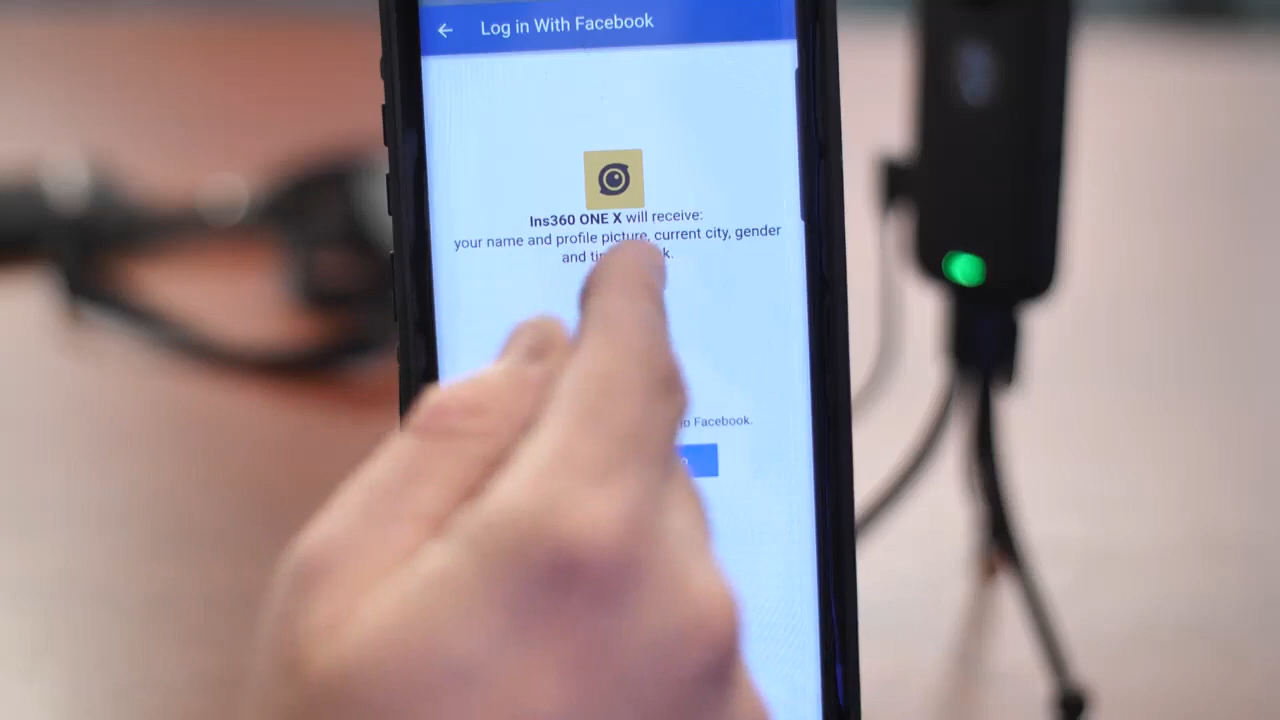 Log in With Facebook
Ins360 ONE X will receive:
your name and profile picture, current city, gender
and
Facebook.